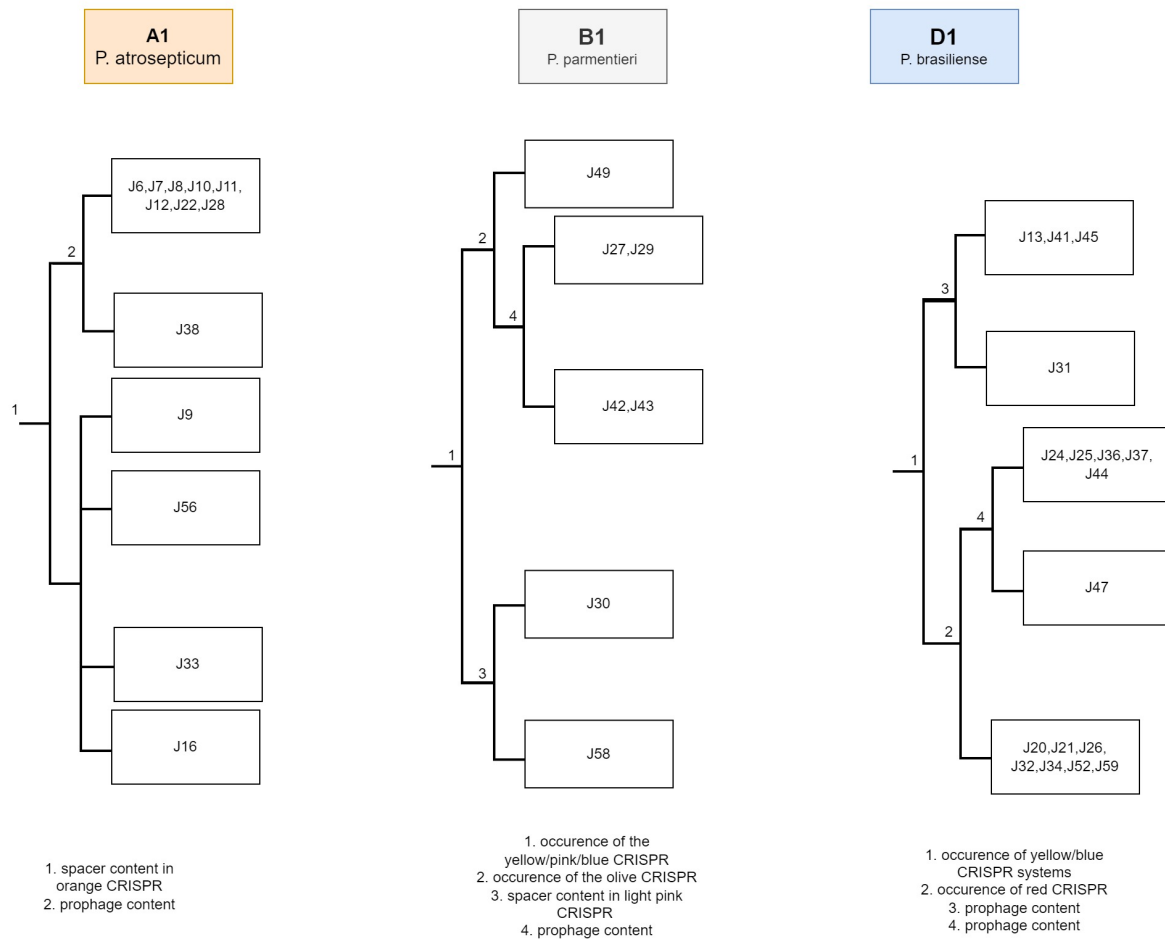 A1
P. atrosepticum
B1
P. parmentieri
D1
P. brasiliense
1
2
J6,J7,J8,J10,J11,
J12,J22,J28
J38
J9
J56
J33
J16
1. spacer content in
orange CRISPR
2. prophage content
1
2
J49
4
J27,J29
J42,J43
3
J30
J58
1. occurence of the
yellow/pink/blue CRISPR
2. occurence of the olive CRISPR
3. spacer content in light pink
CRISPR
4. prophage content
1
3
J13,J41,J45
J31
2
4
J24,J25,J36,J37,
J44
J47
J20,J21,J26,
J32,J34,J52,J59
1. occurence of yellow/blue
CRISPR systems
2. occurence of red CRISPR
3. prophage content
4. prophage content